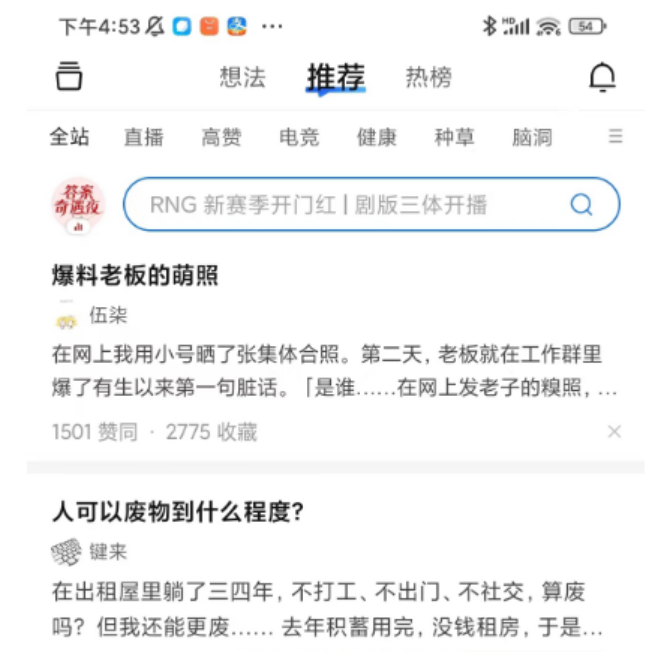 下午4:53 ···
HD 54
想法 推荐 热榜
全站 直播 高赞 电竞 健康 种草 脑洞
答案
奇遇夜
RNG 新赛季开门红 | 剧版三体开播
爆料老板的萌照
伍柒
在网上我用小号晒了张集体合照。第二天，老板就在工作群里
爆了有生以来第一句脏话。「是谁……在网上发老子的糗照，...
1501 赞同 · 2775 收藏
人可以废物到什么程度?
键来
在出租屋里躺了三四年，不打工、不出门、不社交，算废
吗？但我还能更废…… 去年积蓄用完，没钱租房，于是...